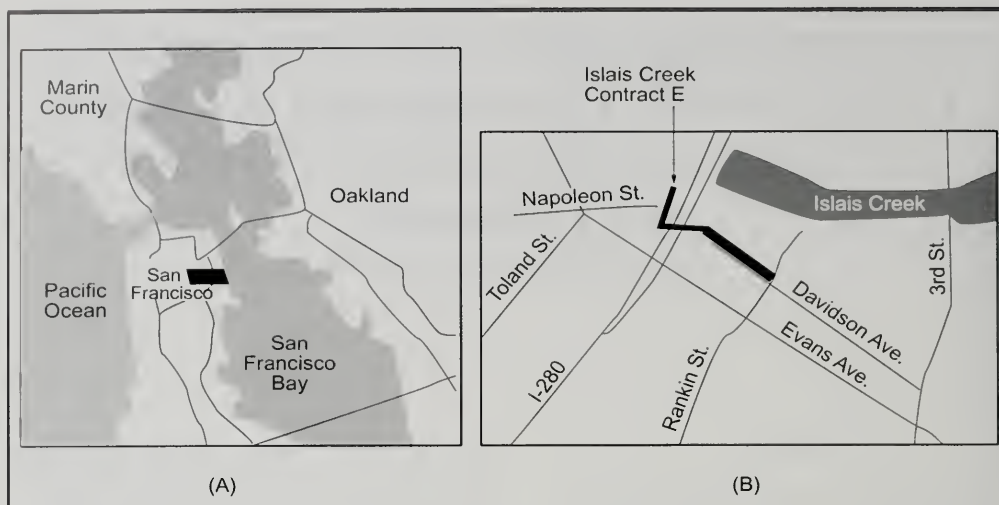 Marin
County
Oakland
San
Francisco
Pacific
Ocean
San
Francisco
Bay
(A)
Islais Creek
Contract E
Napoleon St.
Islais Creek
Toland St.
3rd St.
Davidson Ave.
Evans Ave.
I-280
Rankin St.
(B)